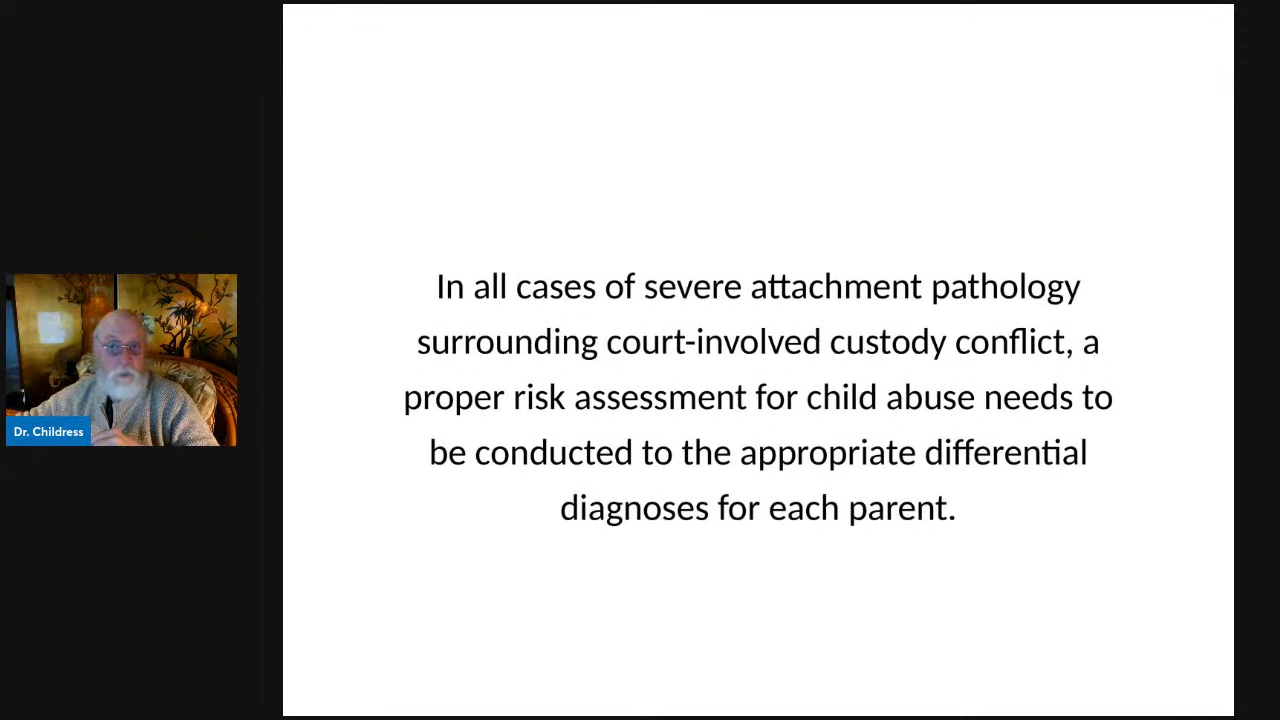 In all cases of severe attachment pathology
surrounding court-involved custody conflict, a
proper risk assessment for child abuse needs to
be conducted to the appropriate differential
diagnoses for each parent.
Dr. Childress